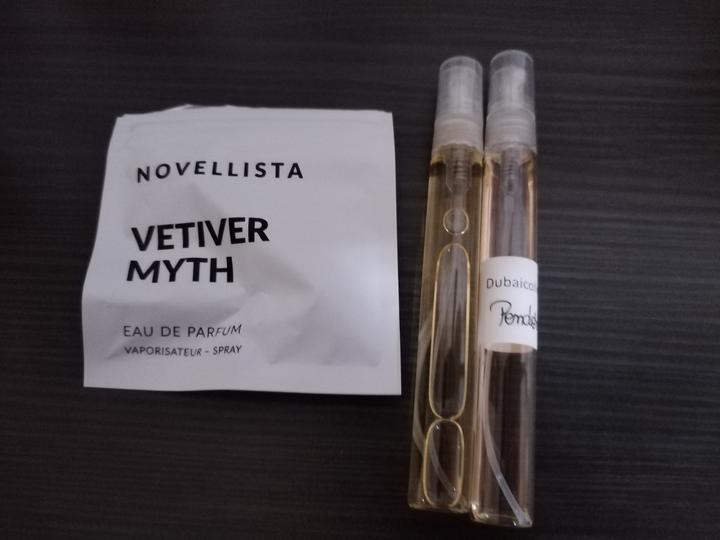 NOVELLISTA
VETIVER
MYTH
EAU DE PARFUM
VAPORISATEUR - SPRAY